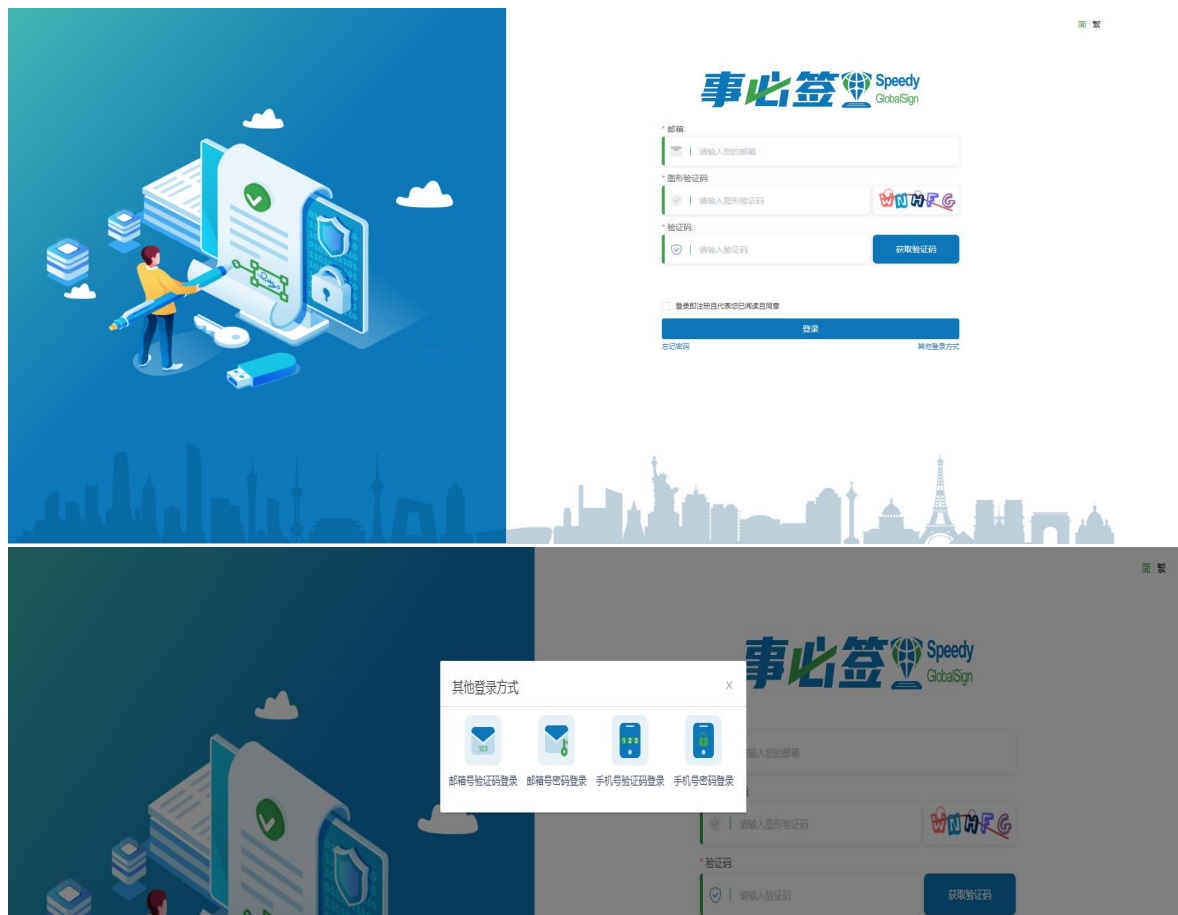 简 繁
事必签 Speedy GlobalSign
* 邮箱:
请输入您的邮箱
* 图形验证码:
请输入图形验证码
WNHFG
* 验证码:
请输入验证码
获取验证码
登录即注册且代表您已阅读且同意
登录
忘记密码
其他登录方式
简 繁
事必签 Speedy GlobalSign
其他登录方式
X
邮箱号验证码登录
邮箱号密码登录
手机号验证码登录
手机号密码登录
输入您的邮箱
请输入图形验证码
WNHFG
* 验证码:
请输入验证码
获取验证码